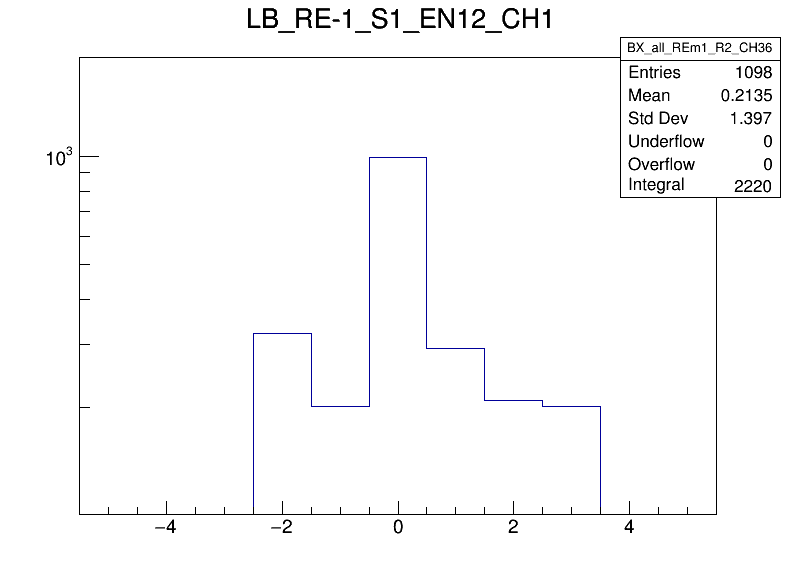 LB_RE-1_S1_EN12_CH1
BX_all_REm1_R2_CH36
Entries 1098
Mean 0.2135
Std Dev 1.397
Underflow 0
Overflow 0
Integral 2220
10³
−4 −2 0 2 4